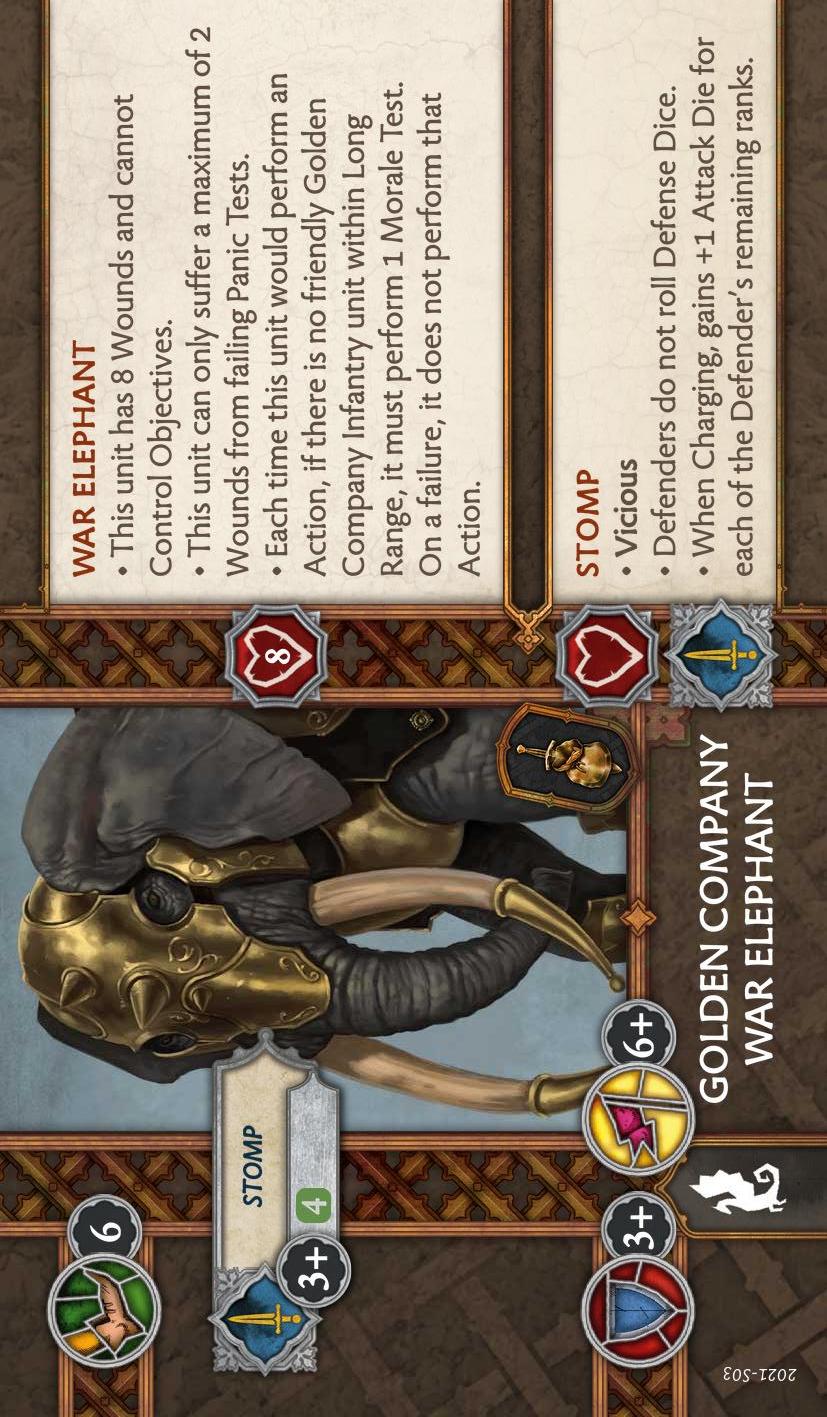 6
STOMP
3+
4
3+
6+
GOLDEN COMPANY
WAR ELEPHANT
2021-S03
8
WAR ELEPHANT
• This unit has 8 Wounds and cannot
Control Objectives.
• This unit can only suffer a maximum of 2
Wounds from failing Panic Tests.
• Each time this unit would perform an
Action, if there is no friendly Golden
Company Infantry unit within Long
Range, it must perform 1 Morale Test.
On a failure, it does not perform that
Action.
STOMP
• Vicious
• Defenders do not roll Defense Dice.
• When Charging, gains +1 Attack Die for
each of the Defender's remaining ranks.